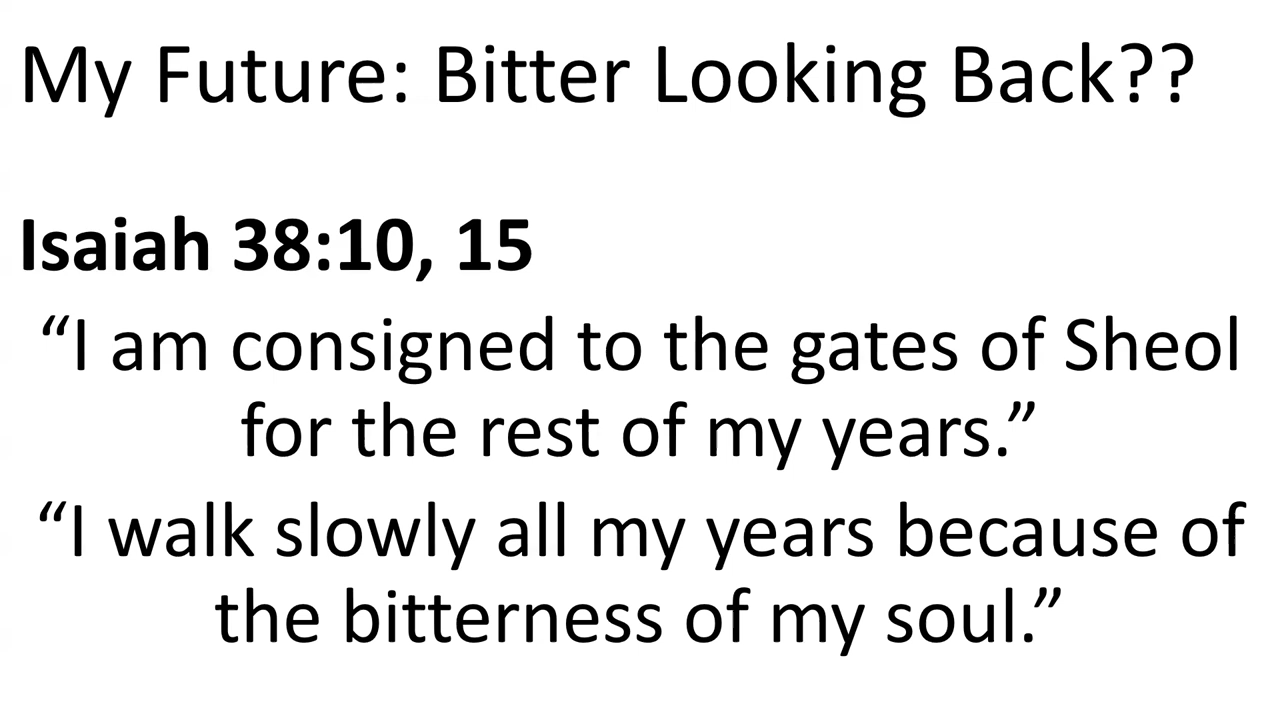 My Future: Bitter Looking Back??
Isaiah 38:10, 15
“I am consigned to the gates of Sheol
for the rest of my years.”
“I walk slowly all my years because of
the bitterness of my soul.”